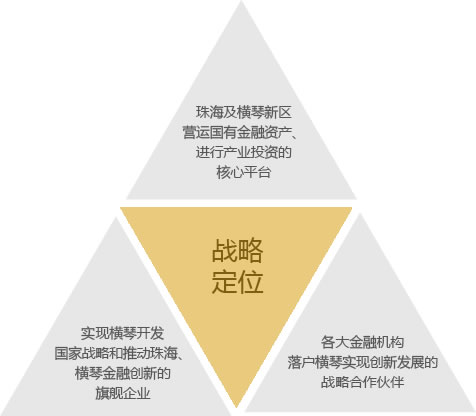 珠海及横琴新区
营运国有金融资产、
进行产业投资的
核心平台
战略
定位
实现横琴开发
国家战略和推动珠海、
横琴金融创新的
旗舰企业
各大金融机构
落户横琴实现创新发展的
战略合作伙伴